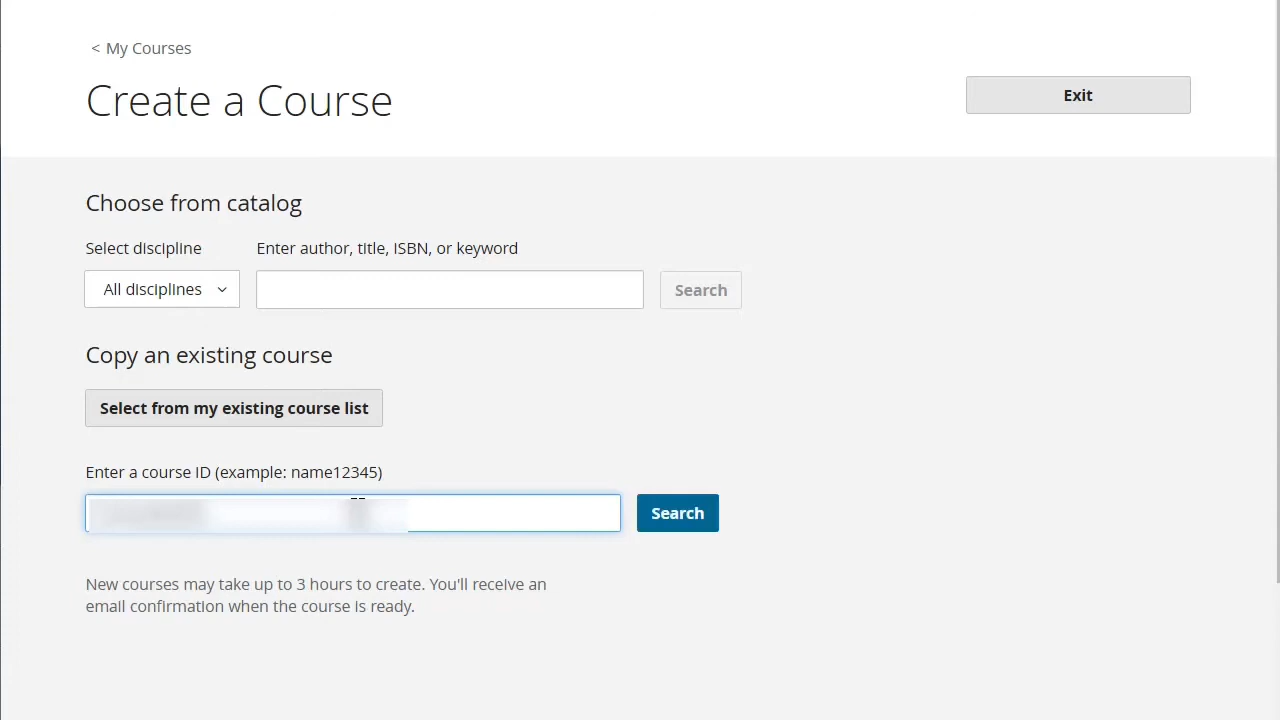 < My Courses
Create a Course
Exit
Choose from catalog
Select discipline
Enter author, title, ISBN, or keyword
All disciplines
Search
Copy an existing course
Select from my existing course list
Enter a course ID (example: name12345)
Search
New courses may take up to 3 hours to create. You'll receive an
email confirmation when the course is ready.